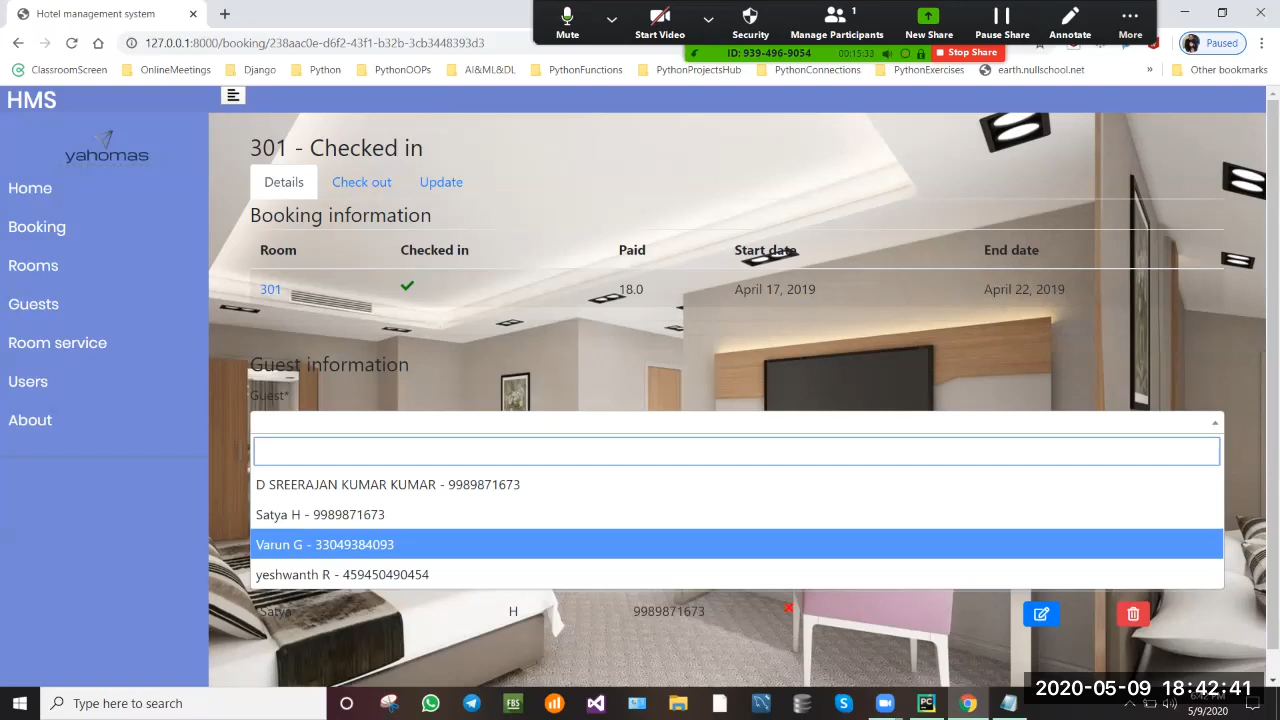 Hotel management system
Mute
Start Video
Security
1
Manage Participants
New Share
Pause Share
Annotate
More
127.0.0.1:8000/booking/238aac0e-d6f2-43f1-b32b-3cb3448393d3
ID: 939-496-9054
00:15:33
Stop Share
Paused
ClassroomScreen
OnlineMeetings
Django
Python
PythonOOPs
AI&ML&DL
PythonFunctions
PythonProjectsHub
PythonConnections
PythonExercises
earth.nullschool.net
»
Other bookmarks
HMS
yahomas
Home
Booking
Rooms
Guests
Room service
Users
About
301 - Checked in
Details Check out Update
Booking information
Room Checked in Paid Start date End date
301 18.0 April 17, 2019 April 22, 2019
Guest information
Guest*
D SREERAJAN KUMAR KUMAR - 9989871673
Satya H - 9989871673
Varun G - 33049384093
yeshwanth R - 459450490454
Satya H 9989871673
Type here to search
FBS
PC
2020-05-09 18:42:41
5/9/2020